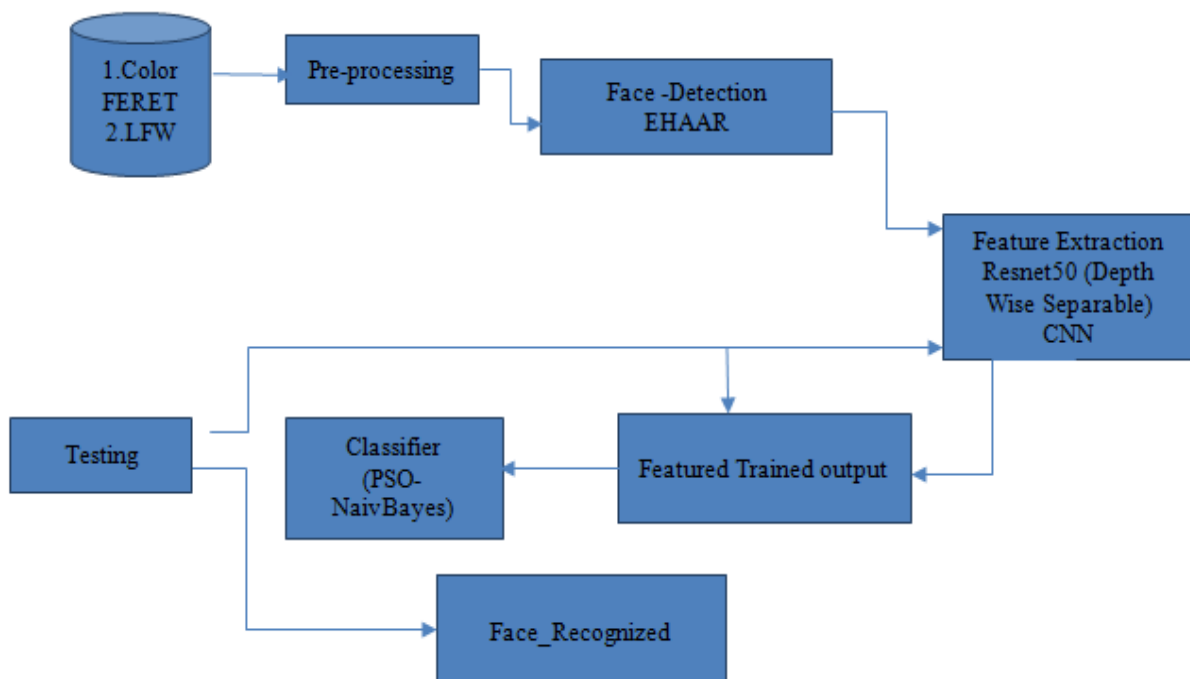 1.Color
FERET
2.LFW
Pre-processing
Face -Detection
EHAAR
Feature Extraction
Resnet50 (Depth
Wise Separable)
CNN
Testing
Classifier
(PSO-
NaivBayes)
Featured Trained output
Face_Recognized